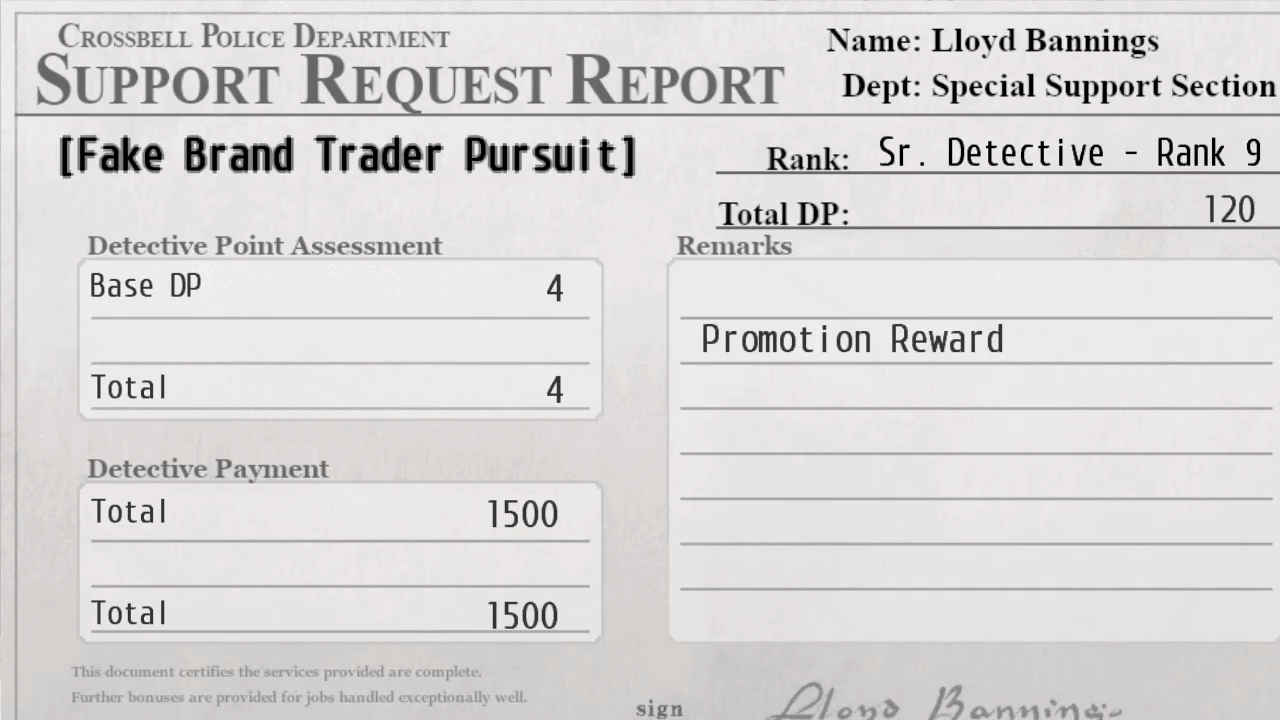 Crossbell Police Department
Support Request Report
Name: Lloyd Bannings
Dept: Special Support Section
[Fake Brand Trader Pursuit]
Rank: Sr. Detective - Rank 9
Total DP: 120
Detective Point Assessment
Base DP 4
Total 4
Remarks
Promotion Reward
Detective Payment
Total 1500
Total 1500
This document certifies the services provided are complete.
Further bonuses are provided for jobs handled exceptionally well.
sign Lloyd Bannings